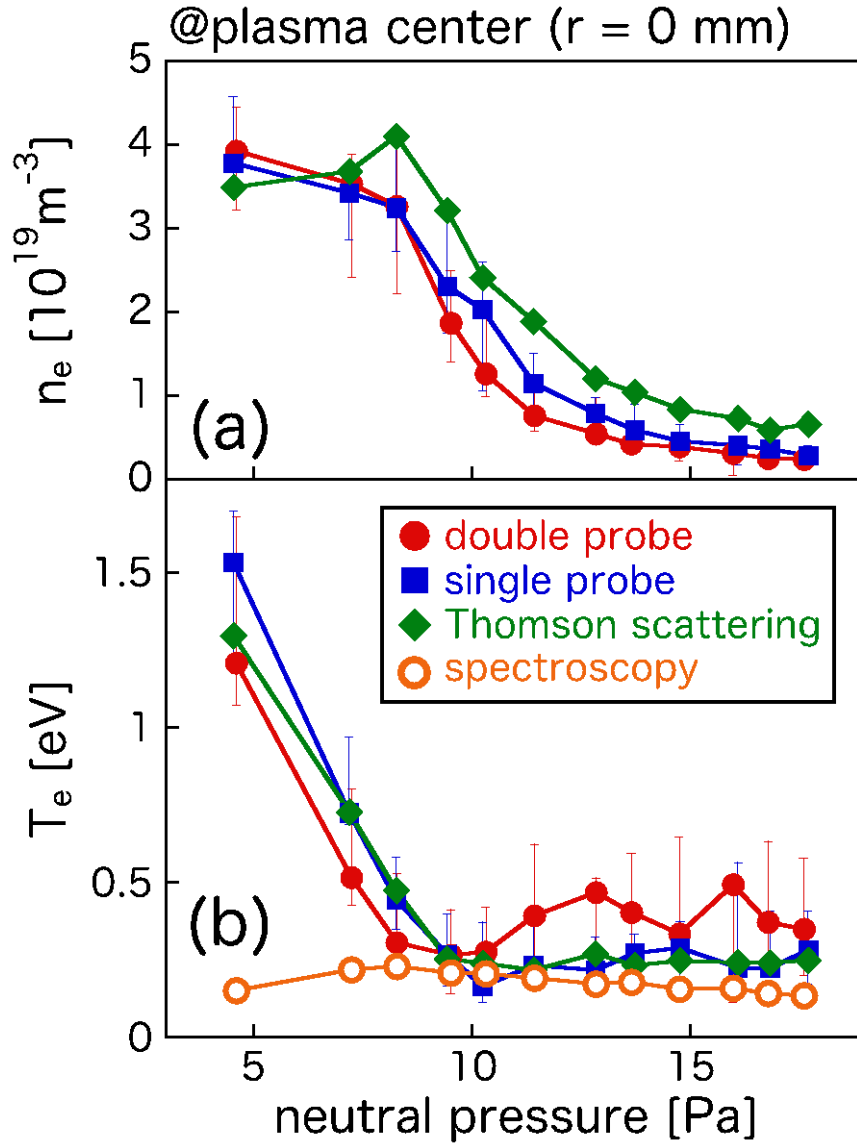 @plasma center (r = 0 mm)
5
4
3
2
1
0
n_e [10^19 m^-3]
(a)
double probe
single probe
Thomson scattering
spectroscopy
1.5
1
0.5
0
T_e [eV]
(b)
5 10 15
neutral pressure [Pa]